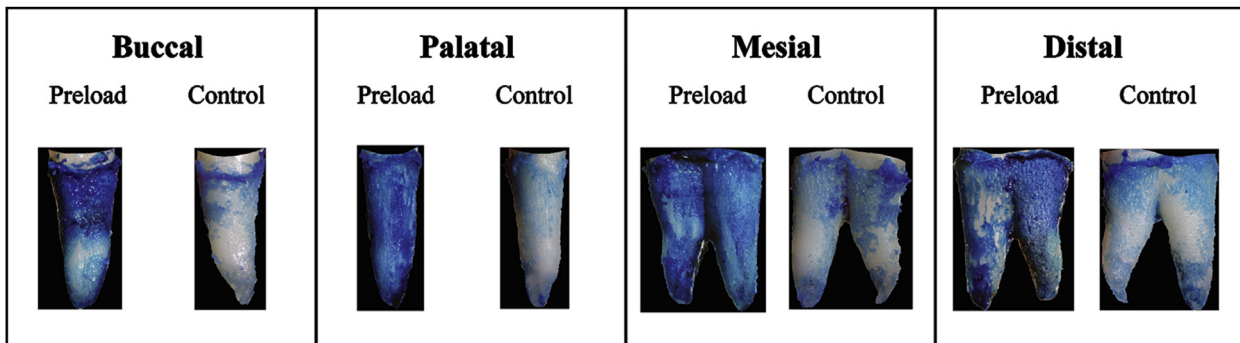 Buccal
Preload Control
Palatal
Preload Control
Mesial
Preload Control
Distal
Preload Control